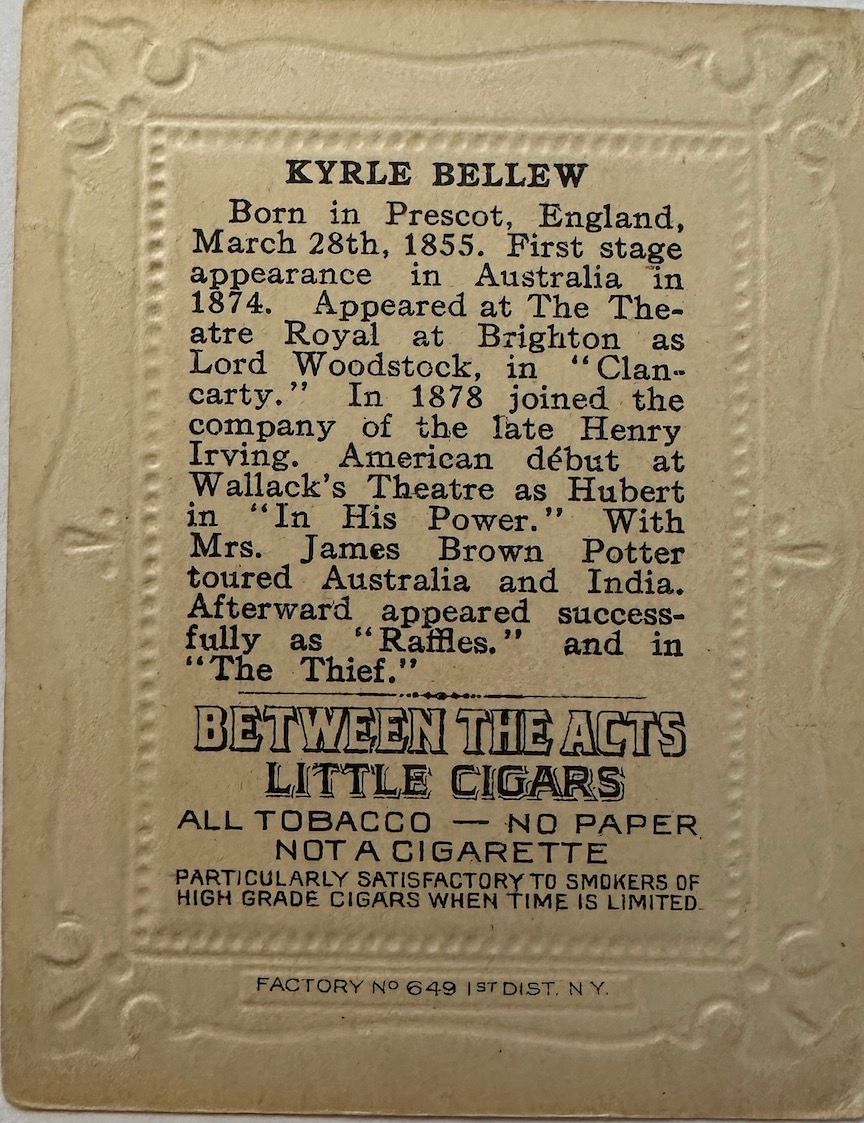 KYRLE BELLEW
Born in Prescot, England,
March 28th, 1855. First stage
appearance in Australia in
1874. Appeared at The The-
atre Royal at Brighton as
Lord Woodstock, in “Clan-
carty.” In 1878 joined the
company of the late Henry
Irving. American début at
Wallack’s Theatre as Hubert
in “In His Power.” With
Mrs. James Brown Potter
toured Australia and India.
Afterward appeared success-
fully as “Raffles.” and in
“The Thief.”
BETWEEN THE ACTS
LITTLE CIGARS
ALL TOBACCO — NO PAPER
NOT A CIGARETTE
PARTICULARLY SATISFACTORY TO SMOKERS OF
HIGH GRADE CIGARS WHEN TIME IS LIMITED
FACTORY Nº 649 1ST DIST. N.Y.